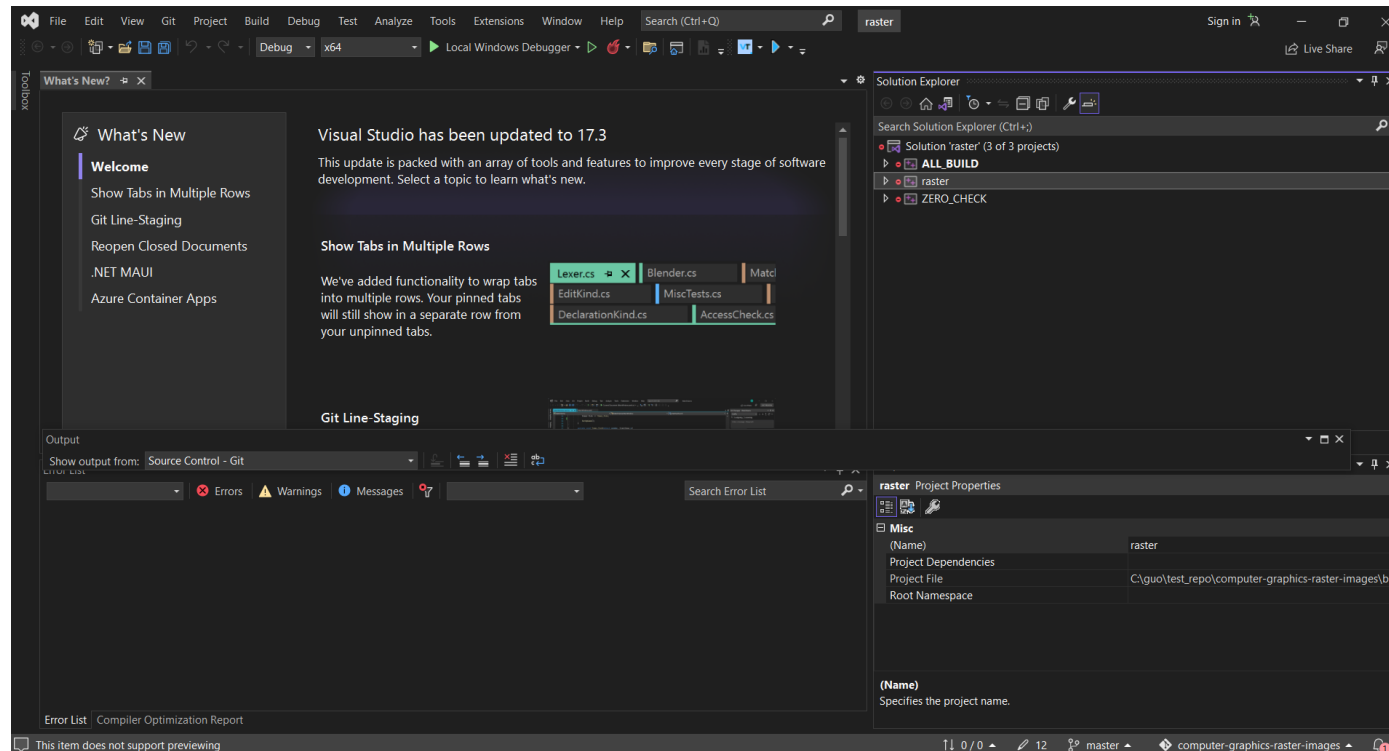 File Edit View Git Project Build Debug Test Analyze Tools Extensions Window Help Search (Ctrl+Q) raster Sign in
Debug x64 Local Windows Debugger Live Share
Toolbox
What's New?
What's New
Welcome
Show Tabs in Multiple Rows
Git Line-Staging
Reopen Closed Documents
.NET MAUI
Azure Container Apps
Visual Studio has been updated to 17.3
This update is packed with an array of tools and features to improve every stage of software
development. Select a topic to learn what's new.
Show Tabs in Multiple Rows
We've added functionality to wrap tabs
into multiple rows. Your pinned tabs
will still show in a separate row from
your unpinned tabs.
Lexer.cs Blender.cs Matc
EditKind.cs MiscTests.cs
DeclarationKind.cs AccessCheck.cs
Git Line-Staging
Solution Explorer
Search Solution Explorer (Ctrl+;)
Solution 'raster' (3 of 3 projects)
ALL_BUILD
raster
ZERO_CHECK
Output
Show output from: Source Control - Git
Error List
Errors Warnings Messages Search Error List
raster Project Properties
Misc
(Name) raster
Project Dependencies
Project File C:\guo\test_repo\computer-graphics-raster-images\b
Root Namespace
(Name)
Specifies the project name.
Error List Compiler Optimization Report
This item does not support previewing 0 / 0 12 master computer-graphics-raster-images